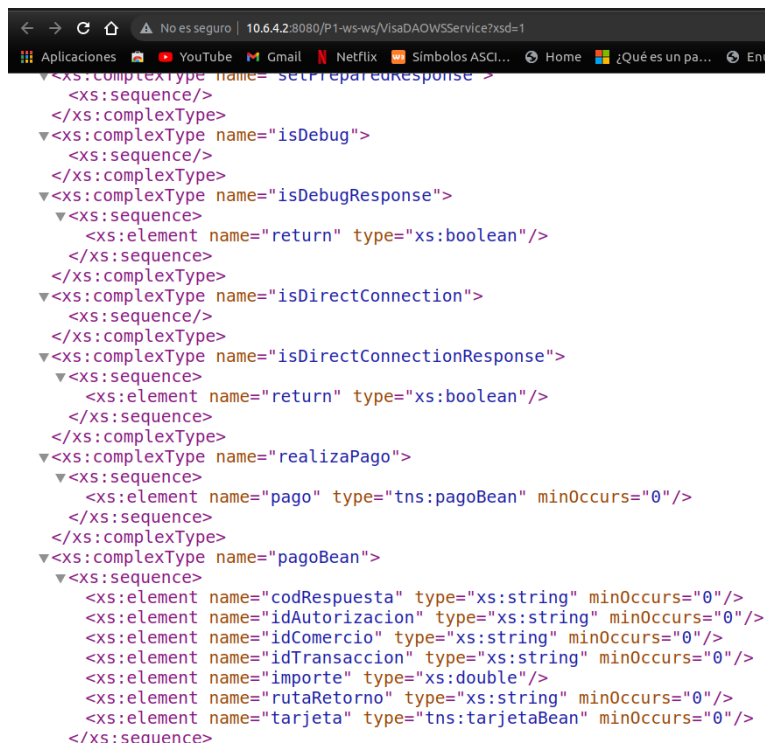 No es seguro | 10.6.4.2:8080/P1-ws-ws/VisaDAOWSService?xsd=1
Aplicaciones YouTube Gmail Netflix Símbolos ASCI... Home ¿Qué es un pa...
<xs:complexType name="setPreparedResponse">
<xs:sequence/>
</xs:complexType>
▼<xs:complexType name="isDebug">
<xs:sequence/>
</xs:complexType>
▼<xs:complexType name="isDebugResponse">
▼<xs:sequence>
<xs:element name="return" type="xs:boolean"/>
</xs:sequence>
</xs:complexType>
▼<xs:complexType name="isDirectConnection">
<xs:sequence/>
</xs:complexType>
▼<xs:complexType name="isDirectConnectionResponse">
▼<xs:sequence>
<xs:element name="return" type="xs:boolean"/>
</xs:sequence>
</xs:complexType>
▼<xs:complexType name="realizaPago">
▼<xs:sequence>
<xs:element name="pago" type="tns:pagoBean" minOccurs="0"/>
</xs:sequence>
</xs:complexType>
▼<xs:complexType name="pagoBean">
▼<xs:sequence>
<xs:element name="codRespuesta" type="xs:string" minOccurs="0"/>
<xs:element name="idAutorizacion" type="xs:string" minOccurs="0"/>
<xs:element name="idComercio" type="xs:string" minOccurs="0"/>
<xs:element name="idTransaccion" type="xs:string" minOccurs="0"/>
<xs:element name="importe" type="xs:double"/>
<xs:element name="rutaRetorno" type="xs:string" minOccurs="0"/>
<xs:element name="tarjeta" type="tns:tarjetaBean" minOccurs="0"/>
</xs:sequence>